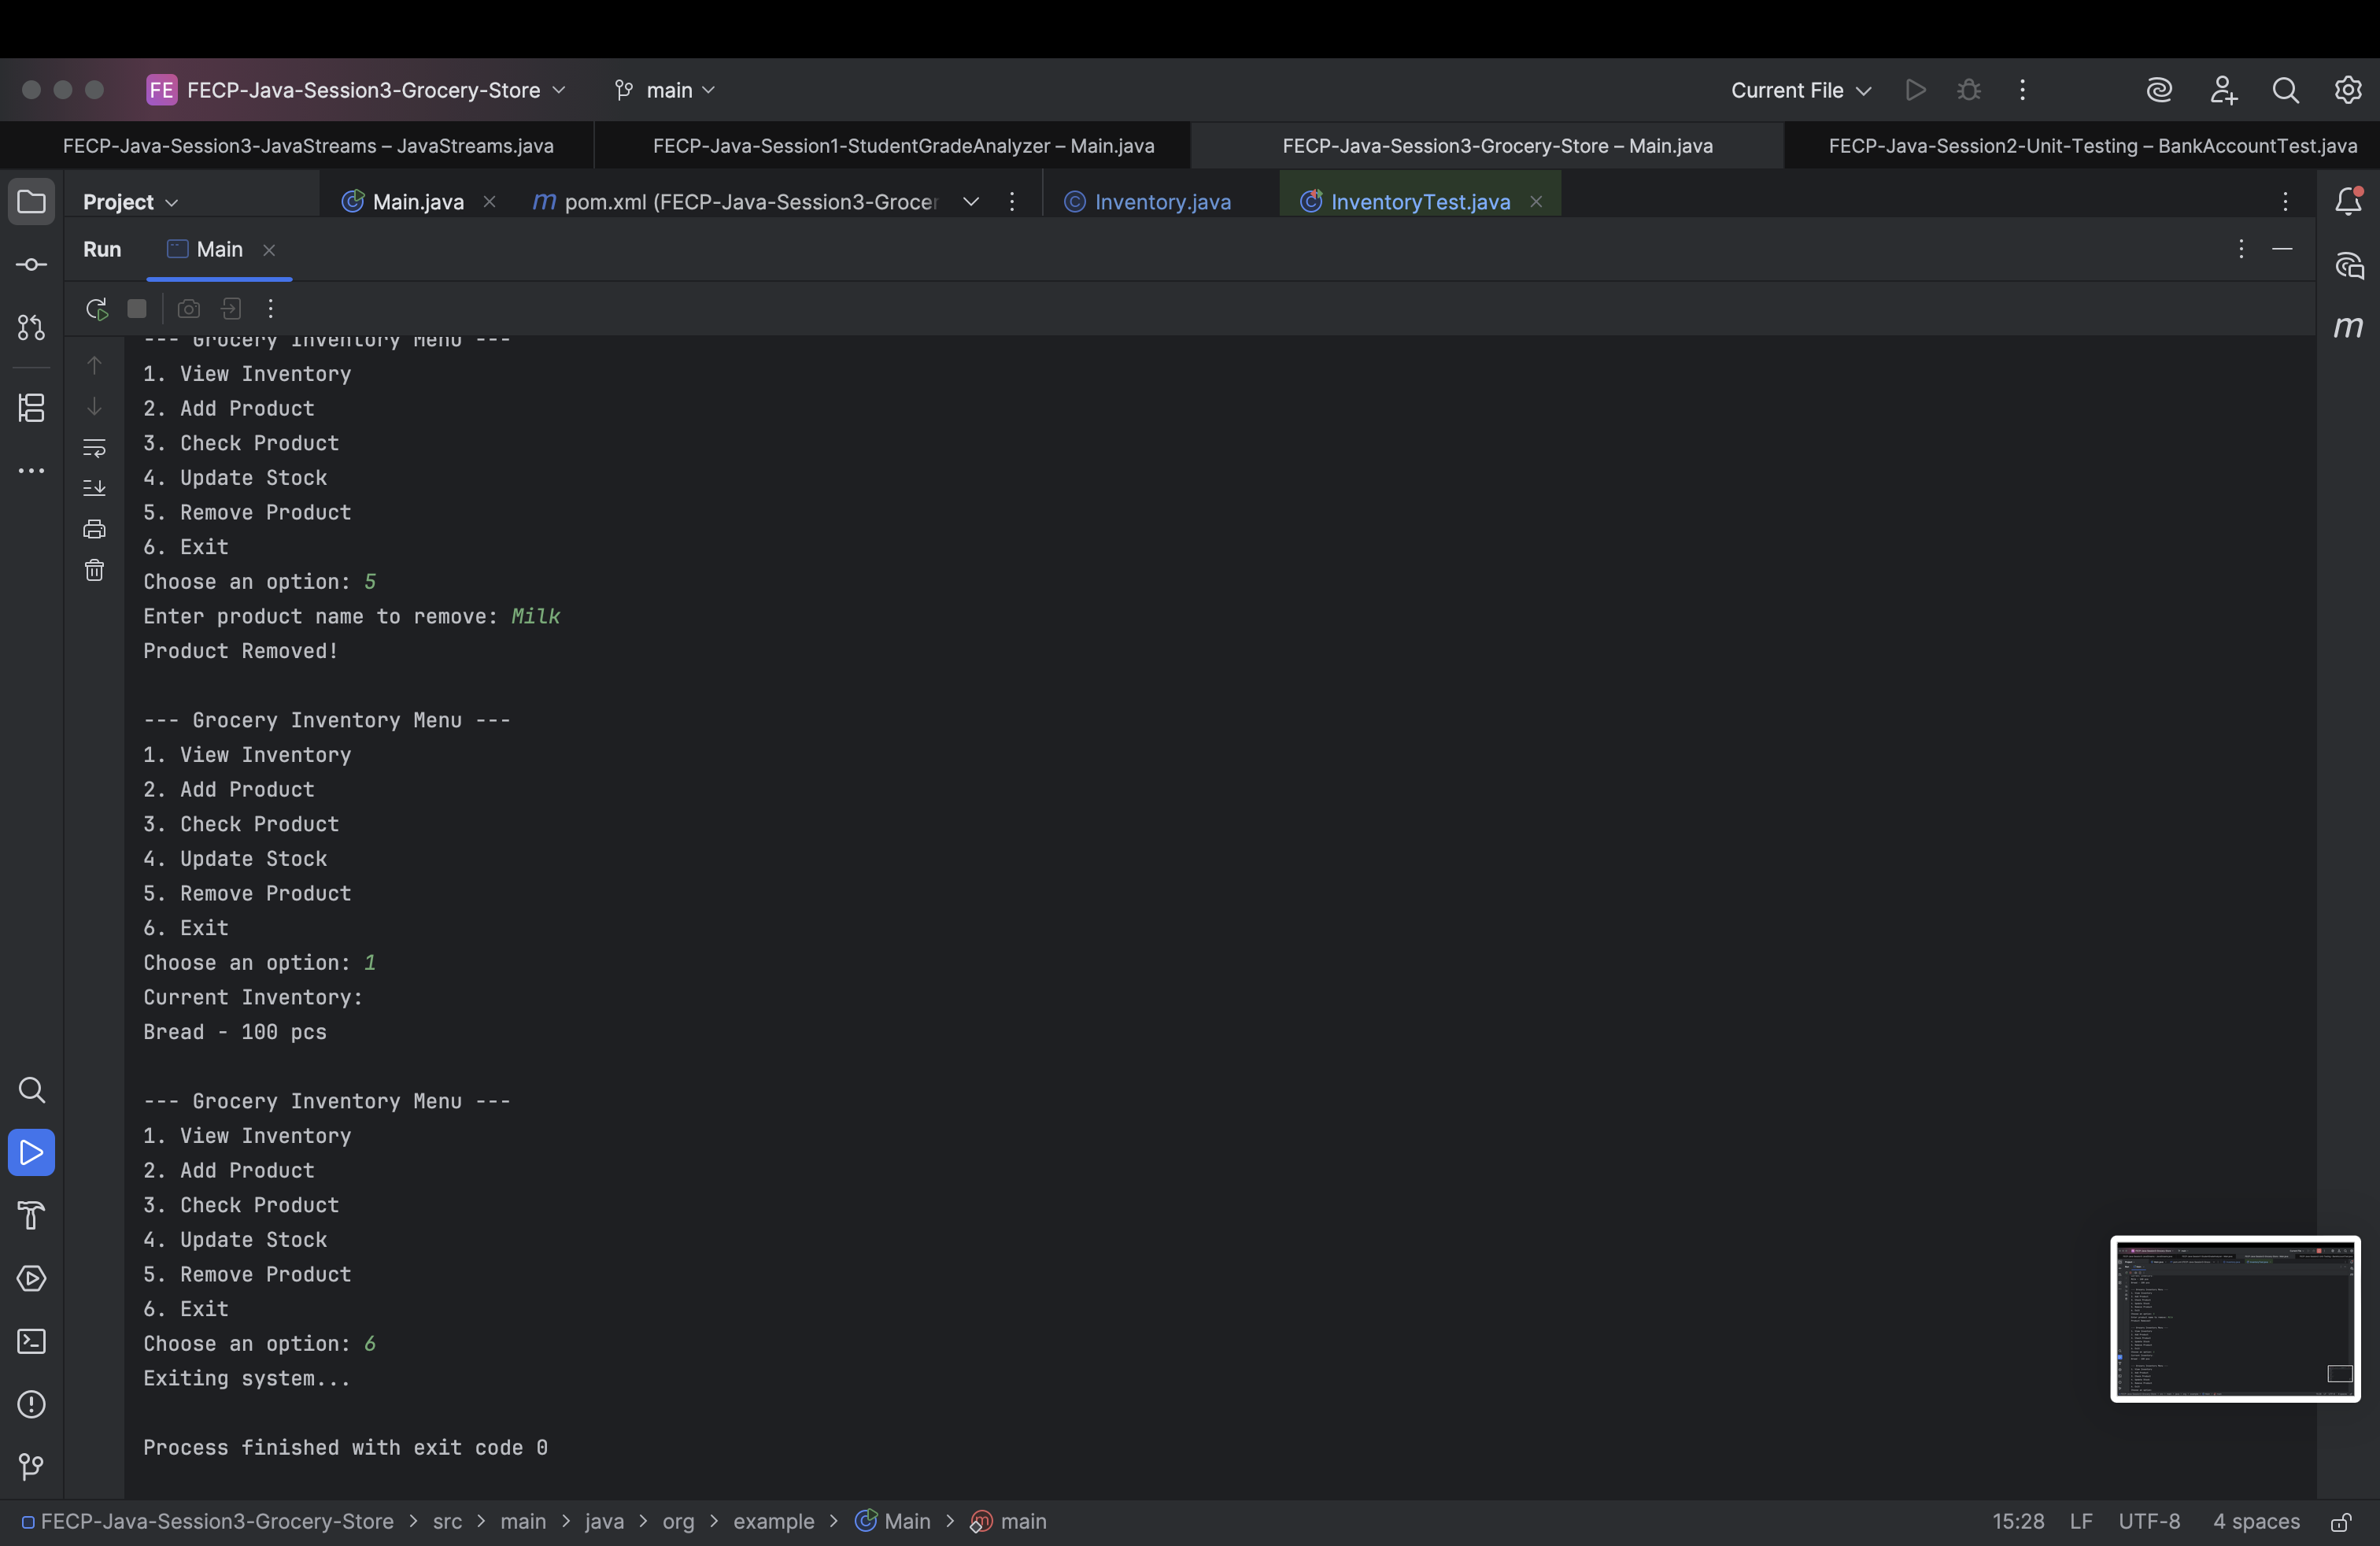 FE FECP-Java-Session3-Grocery-Store main Current File
FECP-Java-Session3-JavaStreams – JavaStreams.java FECP-Java-Session1-StudentGradeAnalyzer – Main.java FECP-Java-Session3-Grocery-Store – Main.java FECP-Java-Session2-Unit-Testing – BankAccountTest.java
Project Main.java pom.xml (FECP-Java-Session3-Grocer Inventory.java InventoryTest.java
Run Main
--- Grocery Inventory Menu ---
1. View Inventory
2. Add Product
3. Check Product
4. Update Stock
5. Remove Product
6. Exit
Choose an option: 5
Enter product name to remove: Milk
Product Removed!
--- Grocery Inventory Menu ---
1. View Inventory
2. Add Product
3. Check Product
4. Update Stock
5. Remove Product
6. Exit
Choose an option: 1
Current Inventory:
Bread - 100 pcs
--- Grocery Inventory Menu ---
1. View Inventory
2. Add Product
3. Check Product
4. Update Stock
5. Remove Product
6. Exit
Choose an option: 6
Exiting system...
Process finished with exit code 0
FECP-Java-Session3-Grocery-Store > src > main > java > org > example > Main > main 15:28 LF UTF-8 4 spaces